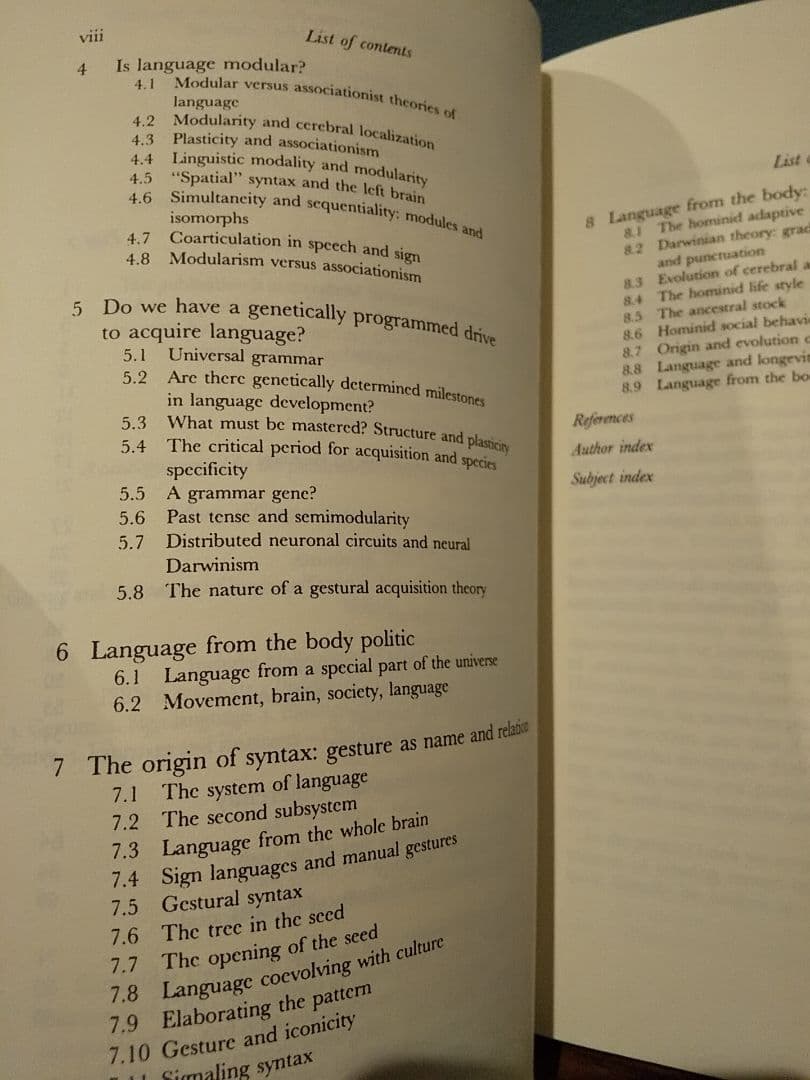 viii
List of contents
4 Is language modular?
4.1 Modular versus associationist theories of
language
4.2 Modularity and cerebral localization
4.3 Plasticity and associationism
4.4 Linguistic modality and modularity
4.5 “Spatial” syntax and the left brain
4.6 Simultaneity and sequentiality: modules and
isomorphs
4.7 Coarticulation in speech and sign
4.8 Modularism versus associationism
5 Do we have a genetically programmed drive
to acquire language?
5.1 Universal grammar
5.2 Are there genetically determined milestones
in language development?
5.3 What must be mastered? Structure and plasticity
5.4 The critical period for acquisition and species
specificity
5.5 A grammar gene?
5.6 Past tense and semimodularity
5.7 Distributed neuronal circuits and neural
Darwinism
5.8 The nature of a gestural acquisition theory
6 Language from the body politic
6.1 Language from a special part of the universe
6.2 Movement, brain, society, language
7 The origin of syntax: gesture as name and relation
7.1 The system of language
7.2 The second subsystem
7.3 Language from the whole brain
7.4 Sign languages and manual gestures
7.5 Gestural syntax
7.6 The tree in the seed
7.7 The opening of the seed
7.8 Language coevolving with culture
7.9 Elaborating the pattern
7.10 Gesture and iconicity
Signaling syntax
List
8 Language from the body:
8.1 The hominid adaptive
8.2 Darwinian theory: grad
and punctuation
8.3 Evolution of cerebral a
8.4 The hominid life style
8.5 The ancestral stock
8.6 Hominid social behavi
8.7 Origin and evolution
8.8 Language and longevit
8.9 Language from the bo
References
Author index
Subject index